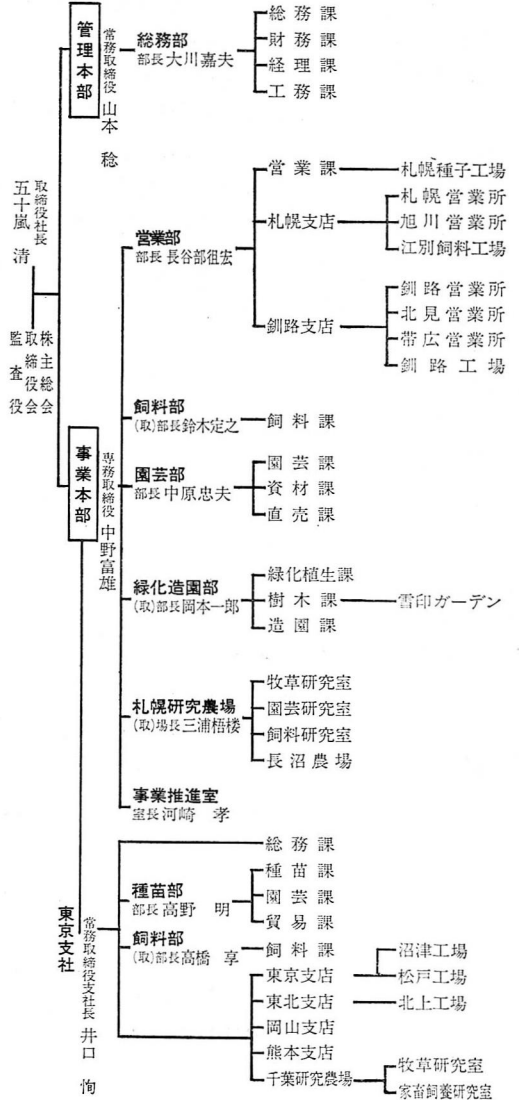 取締役社長
五十嵐 清
株主総会
取締役会
監査役
管理本部
常務取締役 山本 稔
総務部
部長 大川嘉夫
総務課
財務課
経理課
工務課
事業本部
専務取締役 中野富雄
営業部
部長 長谷部徂宏
営業課
札幌種子工場
札幌支店
札幌営業所
旭川営業所
江別飼料工場
釧路支店
釧路営業所
北見営業所
帯広営業所
釧路工場
飼料部
(取)部長 鈴木定之
飼料課
園芸部
部長 中原忠夫
園芸課
資材課
直売課
緑化造園部
(取)部長 岡本一郎
緑化植生課
樹木課
雪印ガーデン
造園課
札幌研究農場
(取)場長 三浦梧楼
牧草研究室
園芸研究室
飼料研究室
長沼農場
事業推進室
室長 河崎 孝
東京支社
常務取締役支社長 井口 恂
総務課
種苗部
部長 高野 明
種苗課
園芸課
貿易課
飼料部
(取)部長 高橋 享
飼料課
東京支店
沼津工場
松戸工場
東北支店
北上工場
岡山支店
熊本支店
千葉研究農場
牧草研究室
家畜飼養研究室